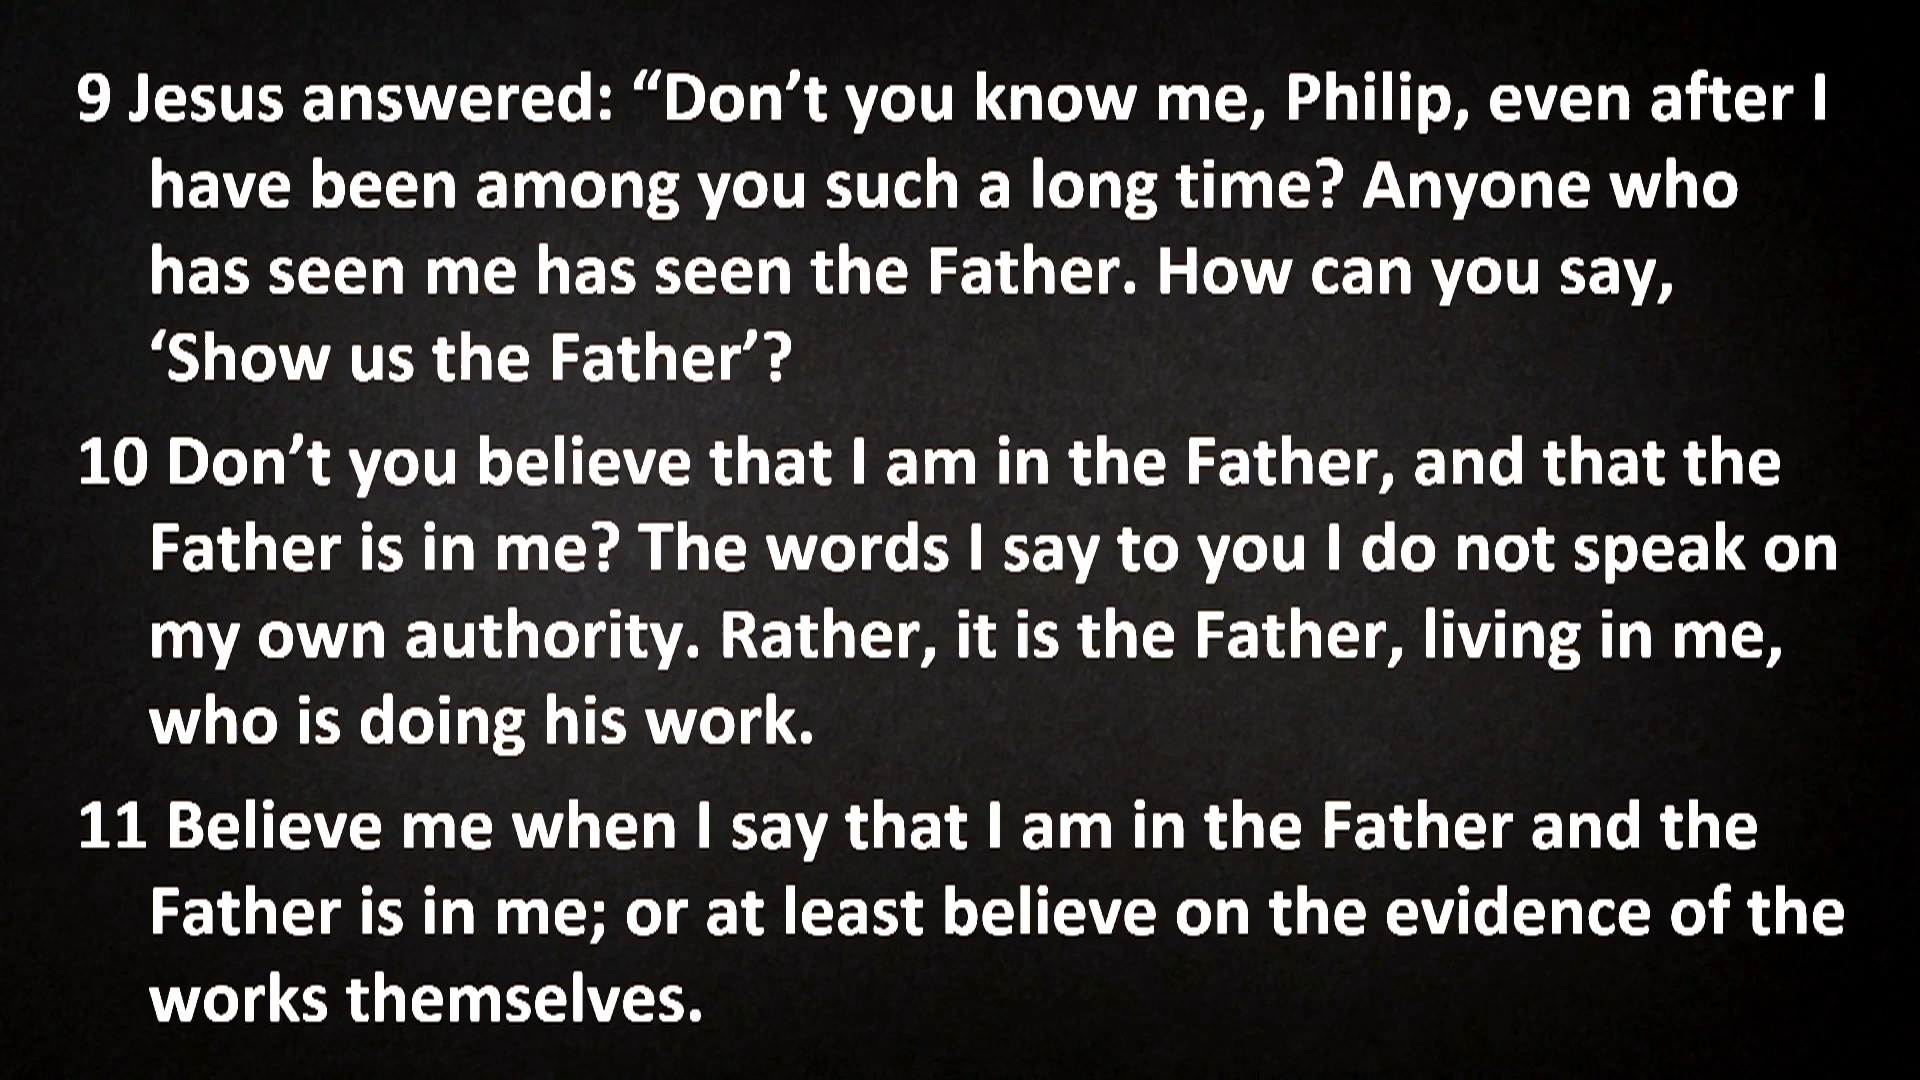 9 Jesus answered: “Don’t you know me, Philip, even after I
have been among you such a long time? Anyone who
has seen me has seen the Father. How can you say,
‘Show us the Father’?
10 Don’t you believe that I am in the Father, and that the
Father is in me? The words I say to you I do not speak on
my own authority. Rather, it is the Father, living in me,
who is doing his work.
11 Believe me when I say that I am in the Father and the
Father is in me; or at least believe on the evidence of the
works themselves.